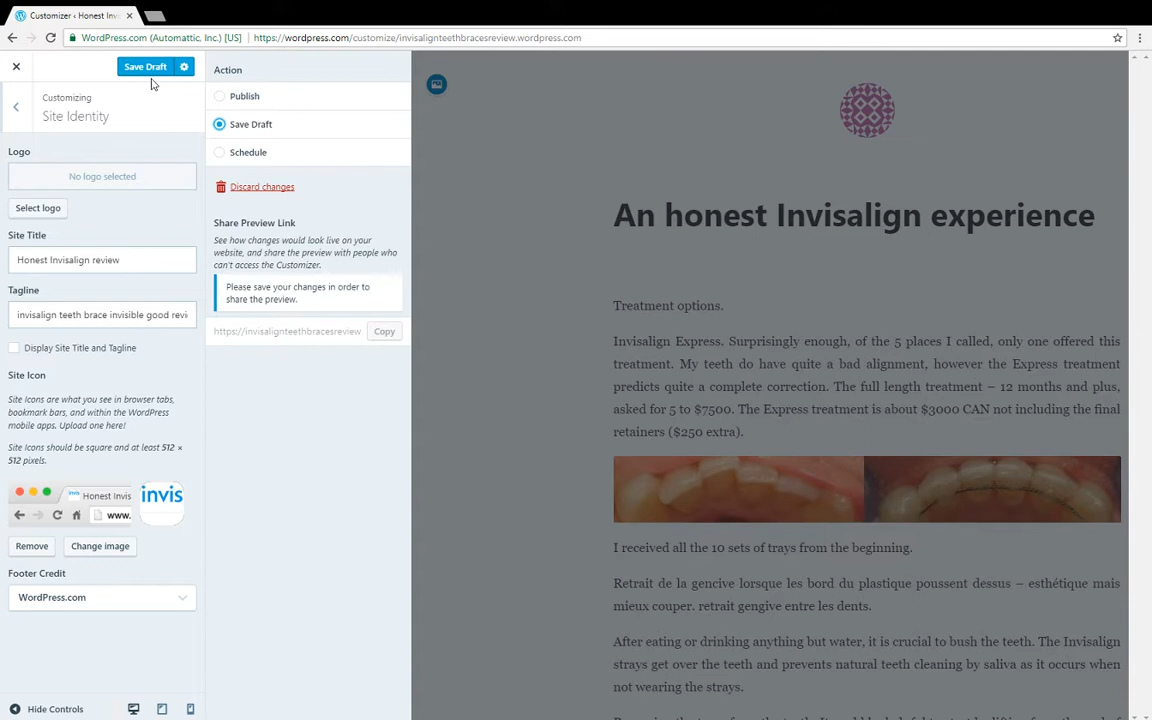 Customizer ‹ Honest Invis
WordPress.com (Automattic, Inc.) [US]
https://wordpress.com/customize/invisalignteethbracesreview.wordpress.com
Save Draft
Customizing
Site Identity
Logo
No logo selected
Select logo
Site Title
Honest Invisalign review
Tagline
invisalign teeth brace invisible good revi
Display Site Title and Tagline
Site Icon
Site Icons are what you see in browser tabs,
bookmark bars, and within the WordPress
mobile apps. Upload one here!
Site Icons should be square and at least 512 ×
512 pixels.
invis Honest Invis
www.
invis
Remove
Change image
Footer Credit
WordPress.com
Hide Controls
Action
Publish
Save Draft
Schedule
Discard changes
Share Preview Link
See how changes would look live on your
website, and share the preview with people who
can't access the Customizer.
Please save your changes in order to
share the preview.
https://invisalignteethbracesreview
Copy
An honest Invisalign experience
Treatment options.
Invisalign Express. Surprisingly enough, of the 5 places I called, only one offered this
treatment. My teeth do have quite a bad alignment, however the Express treatment
predicts quite a complete correction. The full length treatment – 12 months and plus,
asked for 5 to $7500. The Express treatment is about $3000 CAN not including the final
retainers ($250 extra).
I received all the 10 sets of trays from the beginning.
Retrait de la gencive lorsque les bord du plastique poussent dessus – esthétique mais
mieux couper. retrait gengive entre les dents.
After eating or drinking anything but water, it is crucial to bush the teeth. The Invisalign
strays get over the teeth and prevents natural teeth cleaning by saliva as it occurs when
not wearing the strays.